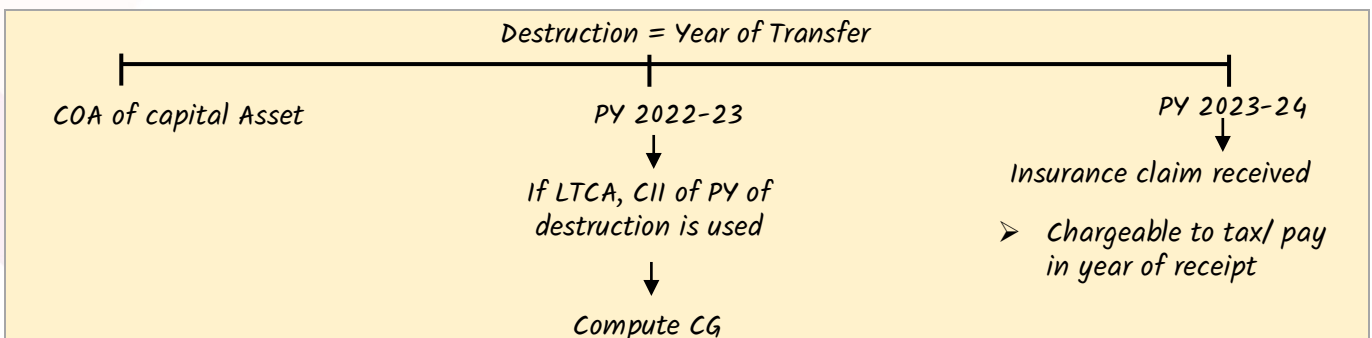 Destruction = Year of Transfer
COA of capital Asset
PY 2022-23
If LTCA, CII of PY of
destruction is used
Compute CG
PY 2023-24
Insurance claim received
➢ Chargeable to tax/ pay
in year of receipt